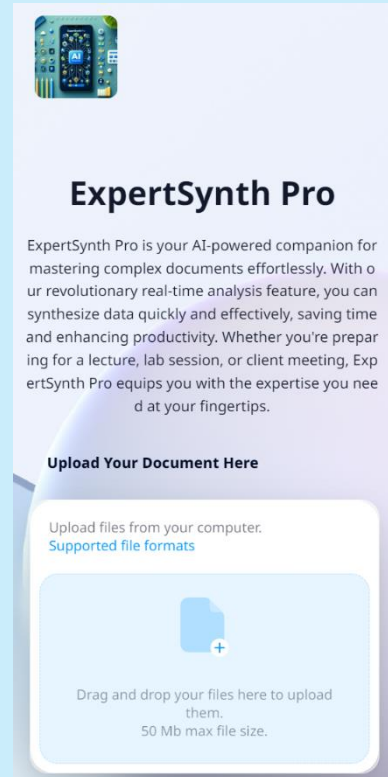 AI
ExpertSynth Pro
ExpertSynth Pro is your AI-powered companion for
mastering complex documents effortlessly. With o
ur revolutionary real-time analysis feature, you can
synthesize data quickly and effectively, saving time
and enhancing productivity. Whether you're prepar
ing for a lecture, lab session, or client meeting, Exp
ertSynth Pro equips you with the expertise you nee
d at your fingertips.
Upload Your Document Here
Upload files from your computer.
Supported file formats
Drag and drop your files here to upload
them.
50 Mb max file size.